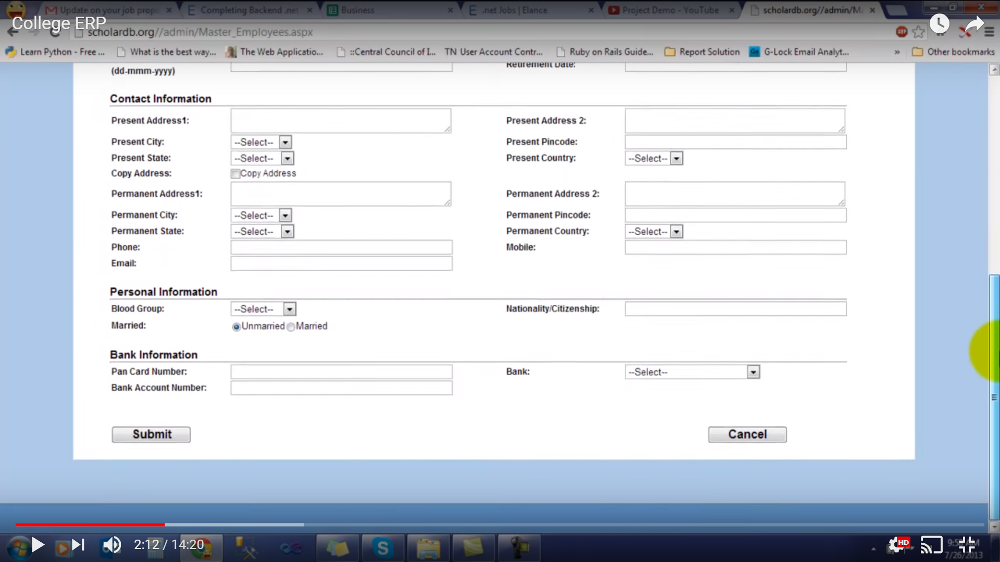 Update on your job propo
Completing Backend .net
Business
.net Jobs | Elance
Project Demo - YouTube
scholardb.org//admin/Ma
College ERP
scholardb.org//admin/Master_Employees.aspx
ABP
Learn Python - Free ...
What is the best way...
The Web Applicatio...
::Central Council of I...
TN User Account Contr...
Ruby on Rails Guide...
Report Solution
G-Lock Email Analyt...
»
Other bookmarks
(dd-mmm-yyyy)
Retirement Date:
Contact Information
Present Address1:
Present Address 2:
Present City: --Select--
Present Pincode:
Present State: --Select--
Present Country: --Select--
Copy Address: Copy Address
Permanent Address1:
Permanent Address 2:
Permanent City: --Select--
Permanent Pincode:
Permanent State: --Select--
Permanent Country: --Select--
Phone:
Mobile:
Email:
Personal Information
Blood Group: --Select--
Nationality/Citizenship:
Married: Unmarried Married
Bank Information
Pan Card Number:
Bank: --Select--
Bank Account Number:
Submit
Cancel
2:12 / 14:20
HD
7/26/2013